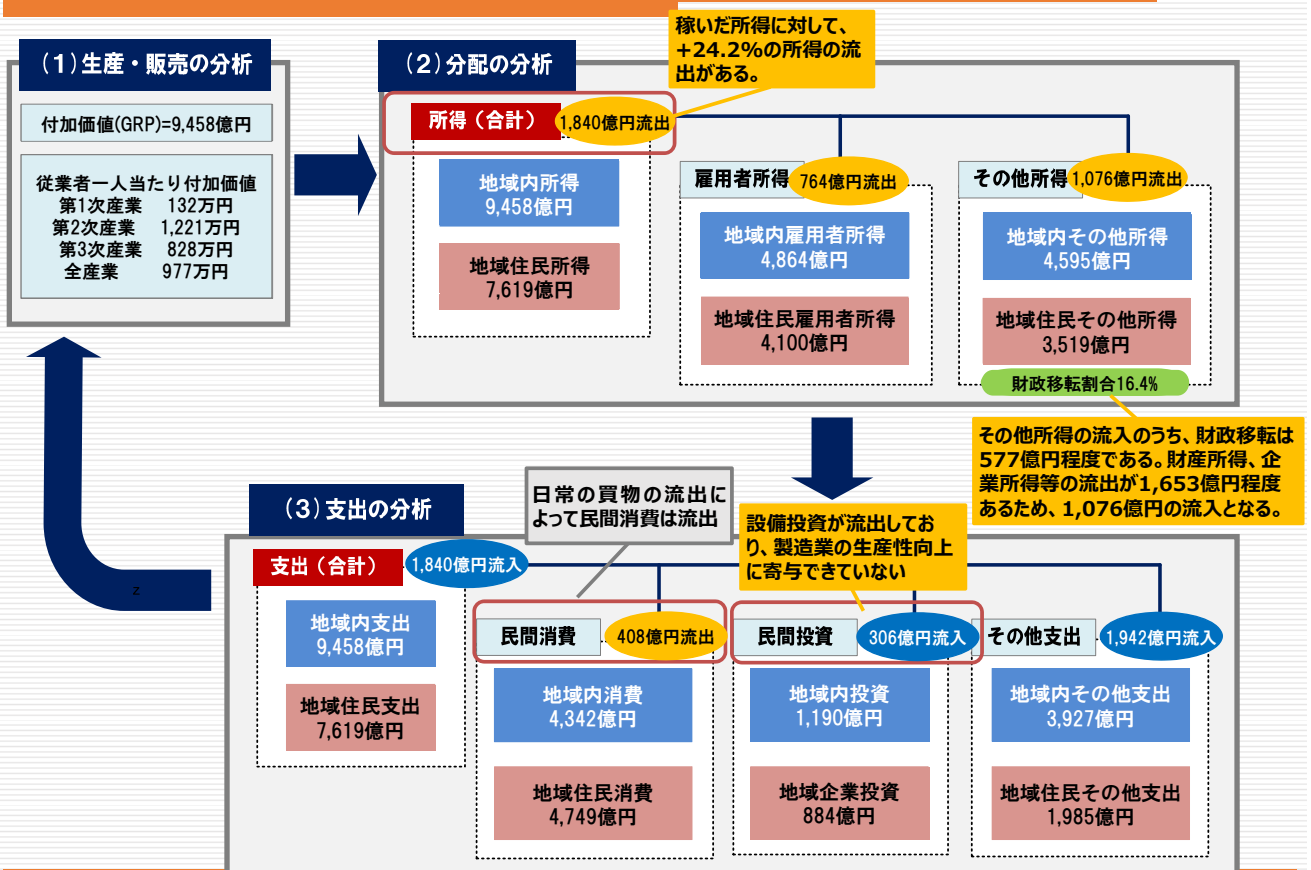 (1)生産・販売の分析
付加価値(GRP)=9,458億円
従業者一人当たり付加価値
第1次産業 132万円
第2次産業 1,221万円
第3次産業 828万円
全産業 977万円
稼いだ所得に対して、
+24.2%の所得の流
出がある。
(2)分配の分析
所得(合計)
1,840億円流出
地域内所得
9,458億円
地域住民所得
7,619億円
雇用者所得
764億円流出
地域内雇用者所得
4,864億円
地域住民雇用者所得
4,100億円
その他所得
1,076億円流出
地域内その他所得
4,595億円
地域住民その他所得
3,519億円
財政移転割合16.4%
その他所得の流入のうち、財政移転は
577億円程度である。財産所得、企
業所得等の流出が1,653億円程度
あるため、1,076億円の流入となる。
日常の買物の流出に
よって民間消費は流出
設備投資が流出してお
り、製造業の生産性向上
に寄与できていない
(3)支出の分析
支出(合計)
1,840億円流入
地域内支出
9,458億円
地域住民支出
7,619億円
民間消費
408億円流出
地域内消費
4,342億円
地域住民消費
4,749億円
民間投資
306億円流入
地域内投資
1,190億円
地域企業投資
884億円
その他支出
1,942億円流入
地域内その他支出
3,927億円
地域住民その他支出
1,985億円
z